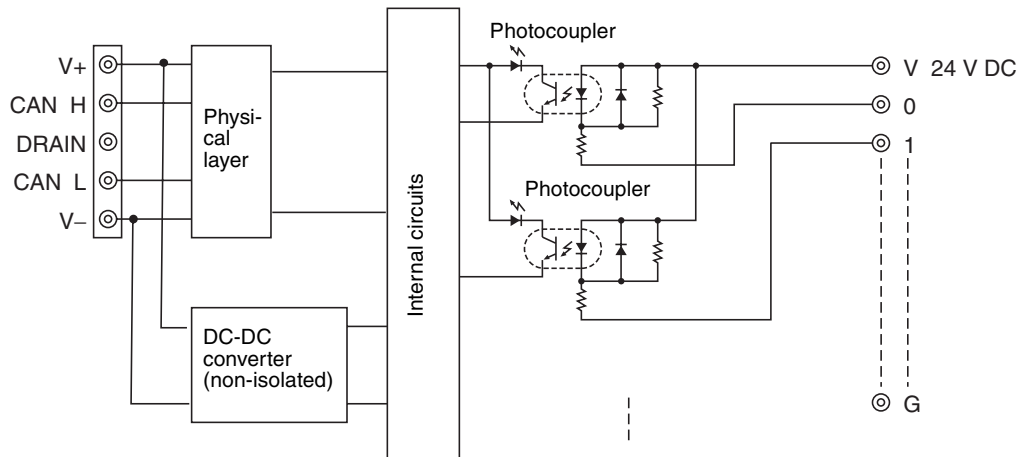 Photocoupler
V+
CAN H
DRAIN
CAN L
V–
Physi-
cal
layer
DC-DC
converter
(non-isolated)
Internal circuits
Photocoupler
V 24 V DC
0
1
G